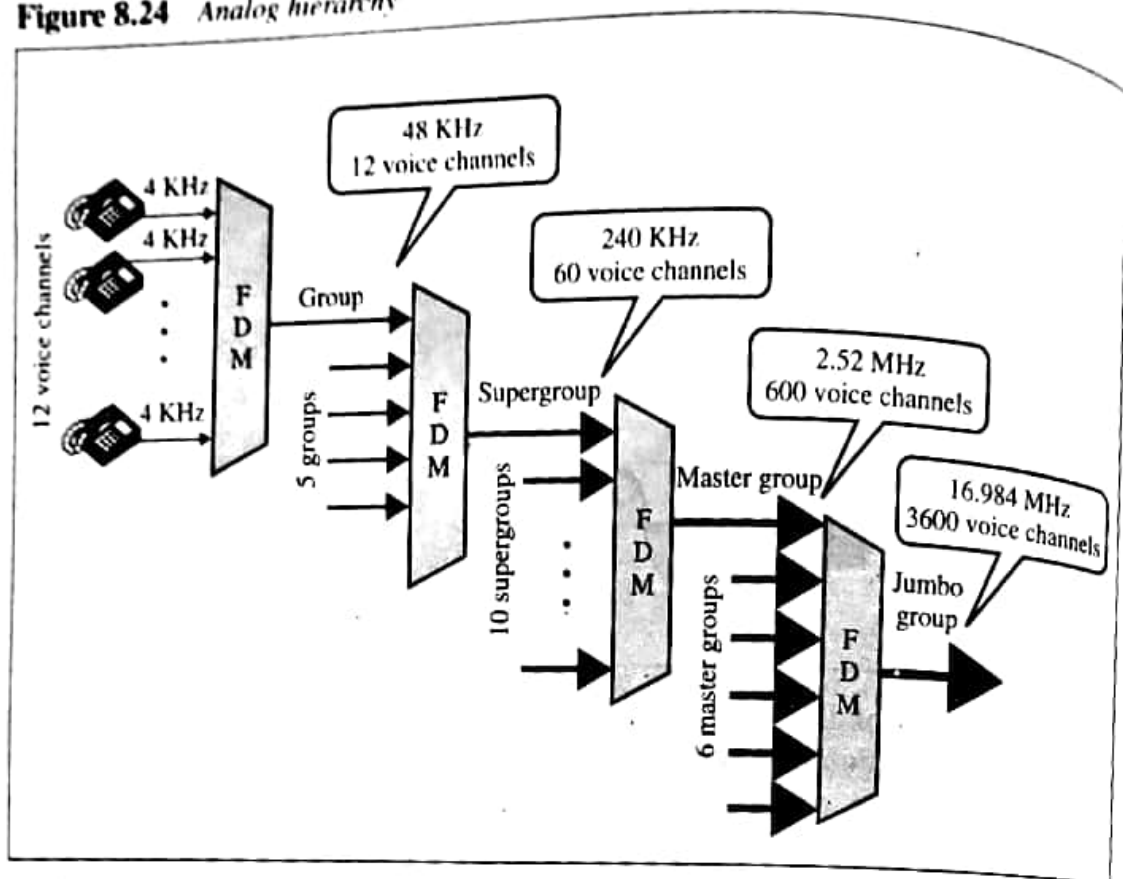 Figure 8.24 Analog hierarchy
48 KHz
12 voice channels
4 KHz
4 KHz
4 KHz
12 voice channels
F
D
M
Group
240 KHz
60 voice channels
5 groups
F
D
M
Supergroup
2.52 MHz
600 voice channels
10 supergroups
F
D
M
Master group
16.984 MHz
3600 voice channels
6 master groups
F
D
M
Jumbo
group